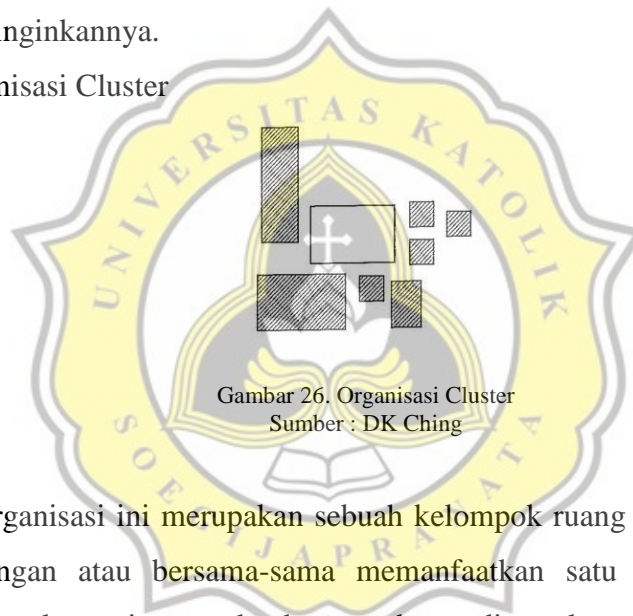 inginkannya.
nisasi Cluster
UNIVERSITAS KATOLIK
Gambar 26. Organisasi Cluster
Sumber : DK Ching
SOEGIJAPRANATA
rganisasi ini merupakan sebuah kelompok ruang
ngan atau bersama-sama memanfaatkan satu